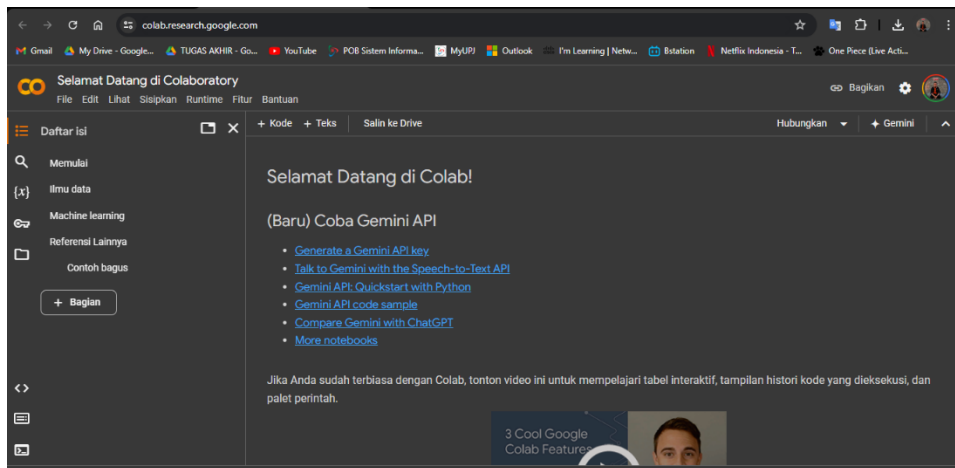 colab.research.google.com
Gmail My Drive - Google... TUGAS AKHIR - Go... YouTube POB Sistem Informa... MyUPJ Outlook I'm Learning | Netw... Bstation Netflix Indonesia - T... One Piece (Live Acti...
Selamat Datang di Colaboratory
File Edit Lihat Sisipkan Runtime Fitur Bantuan
Bagikan
Daftar isi
+ Kode + Teks Salin ke Drive
Hubungkan Gemini
Memulai
Ilmu data
Machine learning
Referensi Lainnya
Contoh bagus
+ Bagian
Selamat Datang di Colab!
(Baru) Coba Gemini API
Generate a Gemini API key
Talk to Gemini with the Speech-to-Text API
Gemini API: Quickstart with Python
Gemini API code sample
Compare Gemini with ChatGPT
More notebooks
Jika Anda sudah terbiasa dengan Colab, tonton video ini untuk mempelajari tabel interaktif, tampilan histori kode yang dieksekusi, dan
palet perintah.
3 Cool Google
Colab Features